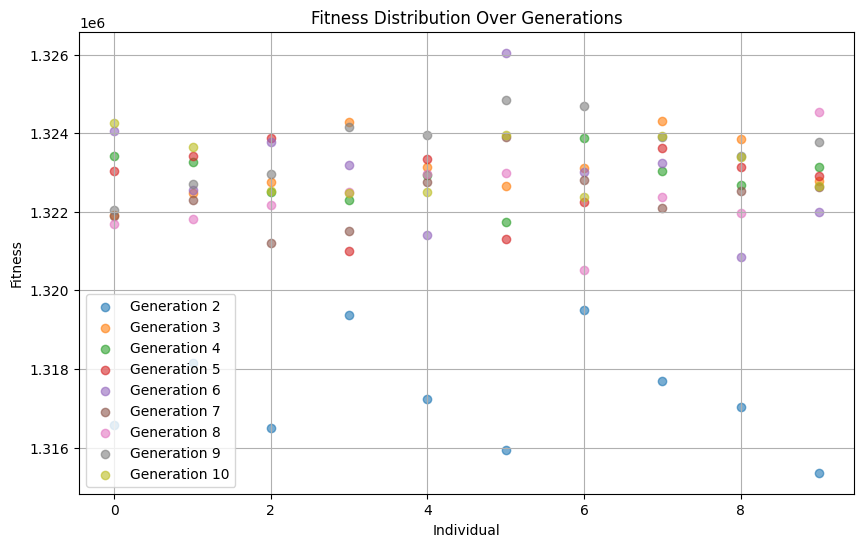 Fitness Distribution Over Generations
1e6
1.326
1.324
1.322
1.320
1.318
1.316
Fitness
Generation 2
Generation 3
Generation 4
Generation 5
Generation 6
Generation 7
Generation 8
Generation 9
Generation 10
0 2 4 6 8
Individual